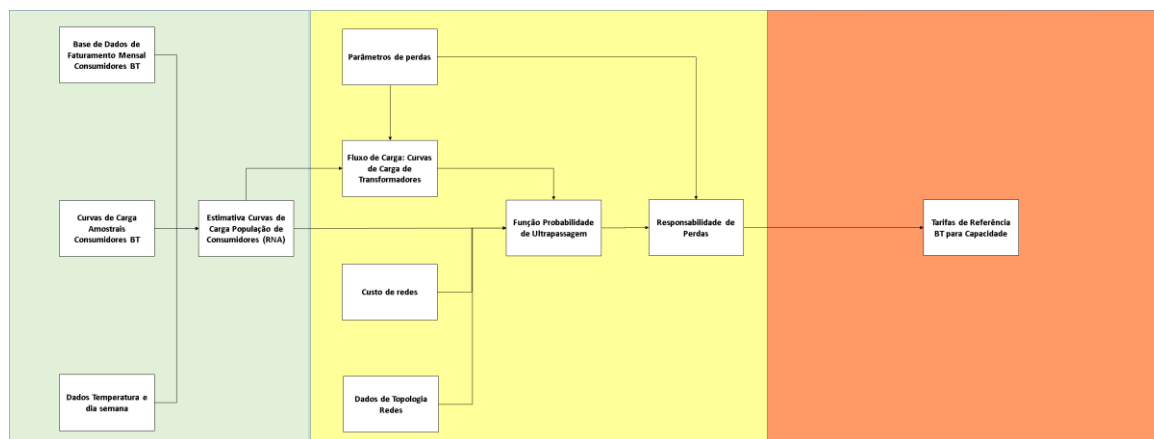 Base de Dados de
Faturamento Mensal
Consumidores BT
Curvas de Carga
Amostrais
Consumidores BT
Dados Temperatura e
dia semana
Estimativa Curvas de
Carga População de
Consumidores (RNA)
Parâmetros de perdas
Fluxo de Carga: Curvas
de Carga de
Transformadores
Custo de redes
Dados de Topologia
Redes
Função Probabilidade
de Ultrapassagem
Responsabilidade de
Perdas
Tarifas de Referência
BT para Capacidade